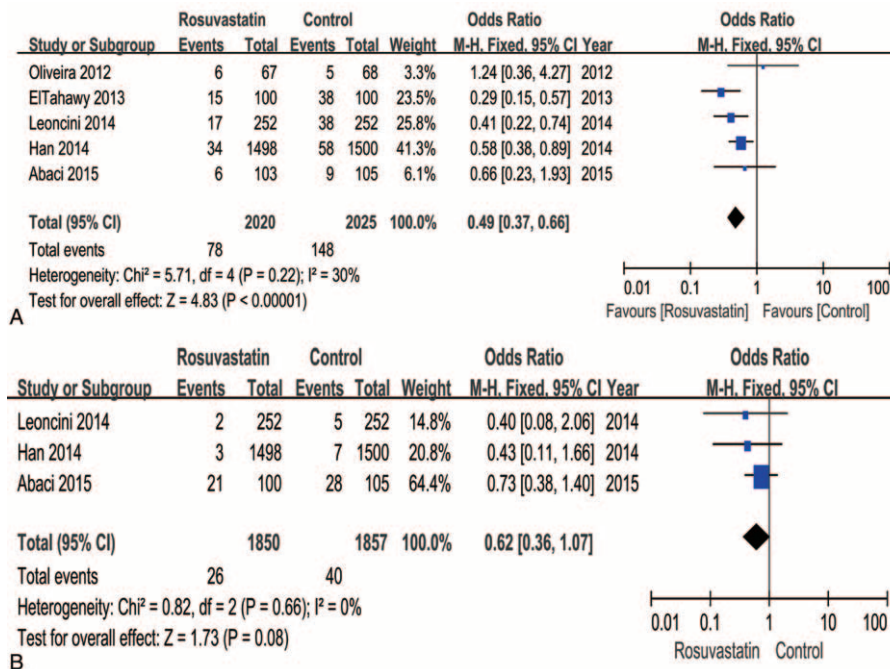 Rosuvastatin Control Odds Ratio Odds Ratio
Study or Subgroup Events Total Events Total Weight M-H, Fixed, 95% CI Year M-H, Fixed, 95% CI
Oliveira 2012 6 67 5 68 3.3% 1.24 [0.36, 4.27] 2012
ElTahawy 2013 15 100 38 100 23.5% 0.29 [0.15, 0.57] 2013
Leoncini 2014 17 252 38 252 25.8% 0.41 [0.22, 0.74] 2014
Han 2014 34 1498 58 1500 41.3% 0.58 [0.38, 0.89] 2014
Abaci 2015 6 103 9 105 6.1% 0.66 [0.23, 1.93] 2015
Total (95% CI) 2020 2025 100.0% 0.49 [0.37, 0.66]
Total events 78 148
Heterogeneity: Chi² = 5.71, df = 4 (P = 0.22); I² = 30%
Test for overall effect: Z = 4.83 (P < 0.00001)
0.01 0.1 1 10 100
Favours [Rosuvastatin] Favours [Control]
A
Rosuvastatin Control Odds Ratio Odds Ratio
Study or Subgroup Events Total Events Total Weight M-H, Fixed, 95% CI Year M-H, Fixed, 95% CI
Leoncini 2014 2 252 5 252 14.8% 0.40 [0.08, 2.06] 2014
Han 2014 3 1498 7 1500 20.8% 0.43 [0.11, 1.66] 2014
Abaci 2015 21 100 28 105 64.4% 0.73 [0.38, 1.40] 2015
Total (95% CI) 1850 1857 100.0% 0.62 [0.36, 1.07]
Total events 26 40
Heterogeneity: Chi² = 0.82, df = 2 (P = 0.66); I² = 0%
Test for overall effect: Z = 1.73 (P = 0.08)
0.01 0.1 1 10 100
Rosuvastatin Control
B